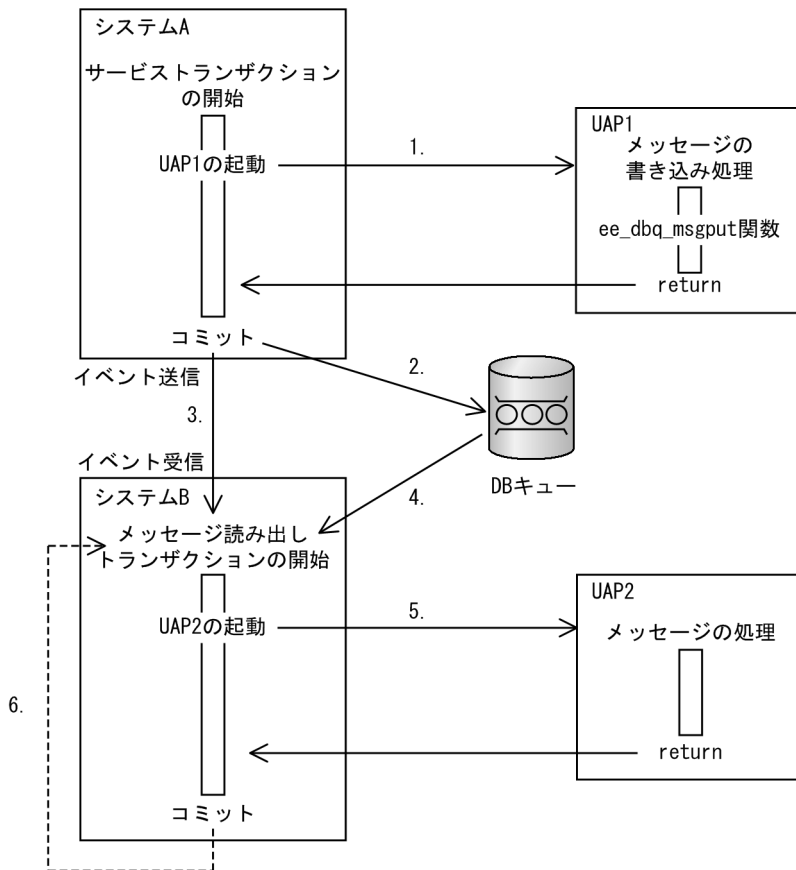 システムA
サービストランザクション
の開始
UAP1の起動
1.
UAP1
メッセージの
書き込み処理
ee_dbq_msgput関数
return
コミット
イベント送信
2.
3.
DBキュー
イベント受信
4.
システムB
メッセージ読み出し
トランザクションの開始
UAP2の起動
5.
UAP2
メッセージの処理
return
6.
コミット